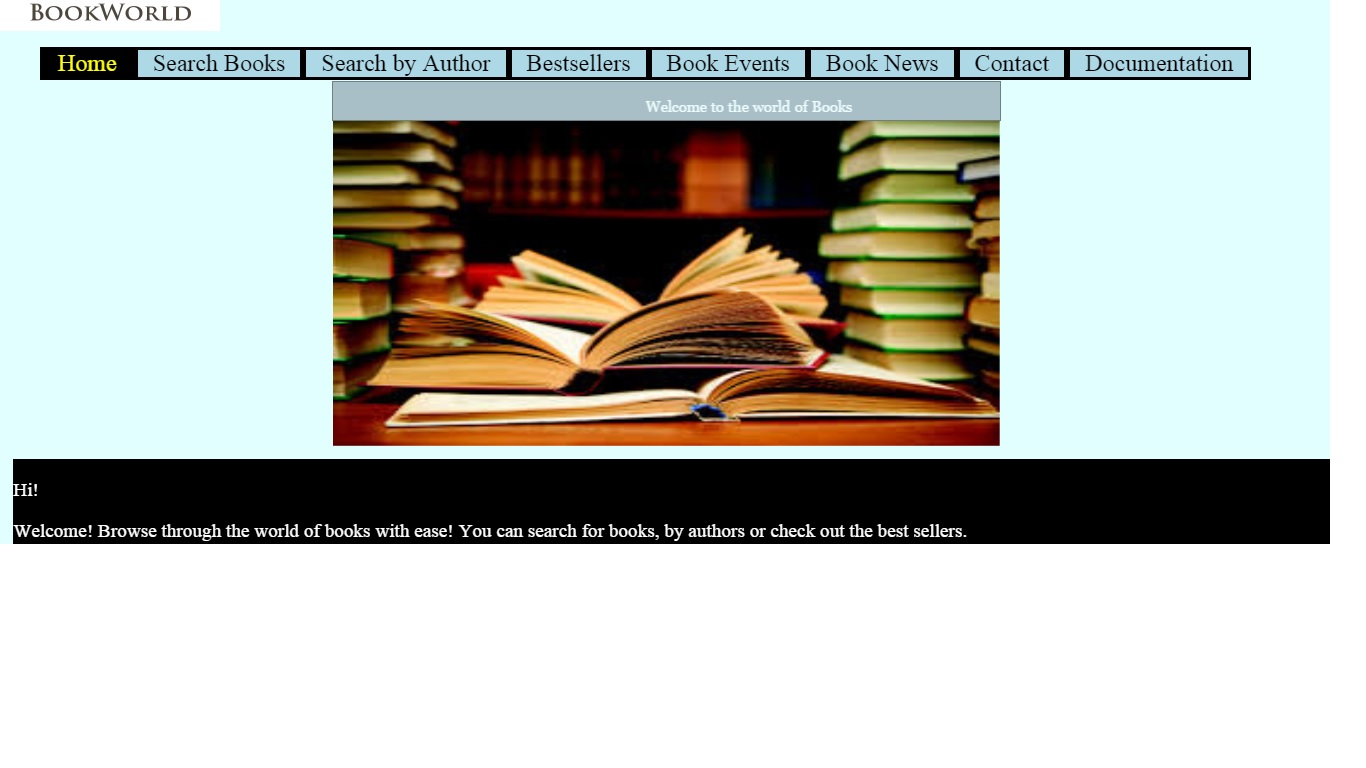 BOOKWORLD
Home Search Books Search by Author Bestsellers Book Events Book News Contact Documentation
Welcome to the world of Books
Hi!
Welcome! Browse through the world of books with ease! You can search for books, by authors or check out the best sellers.